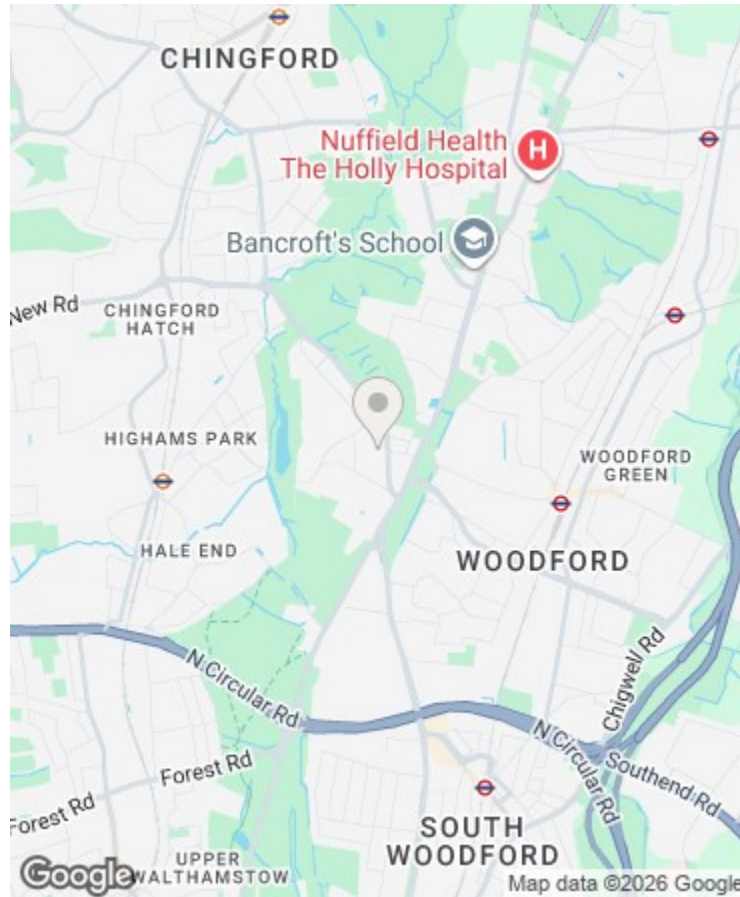 CHINGFORD
Nuffield Health
The Holly Hospital
H
Bancroft's School
New Rd
CHINGFORD
HATCH
HIGHAMS PARK
WOODFORD
GREEN
HALE END
WOODFORD
Chigwell Rd
N Circular Rd
N Circular Rd
Southend Rd
Forest Rd
Forest Rd
SOUTH
WOODFORD
UPPER
WALTHAMSTOW
Google
Map data ©2026 Google